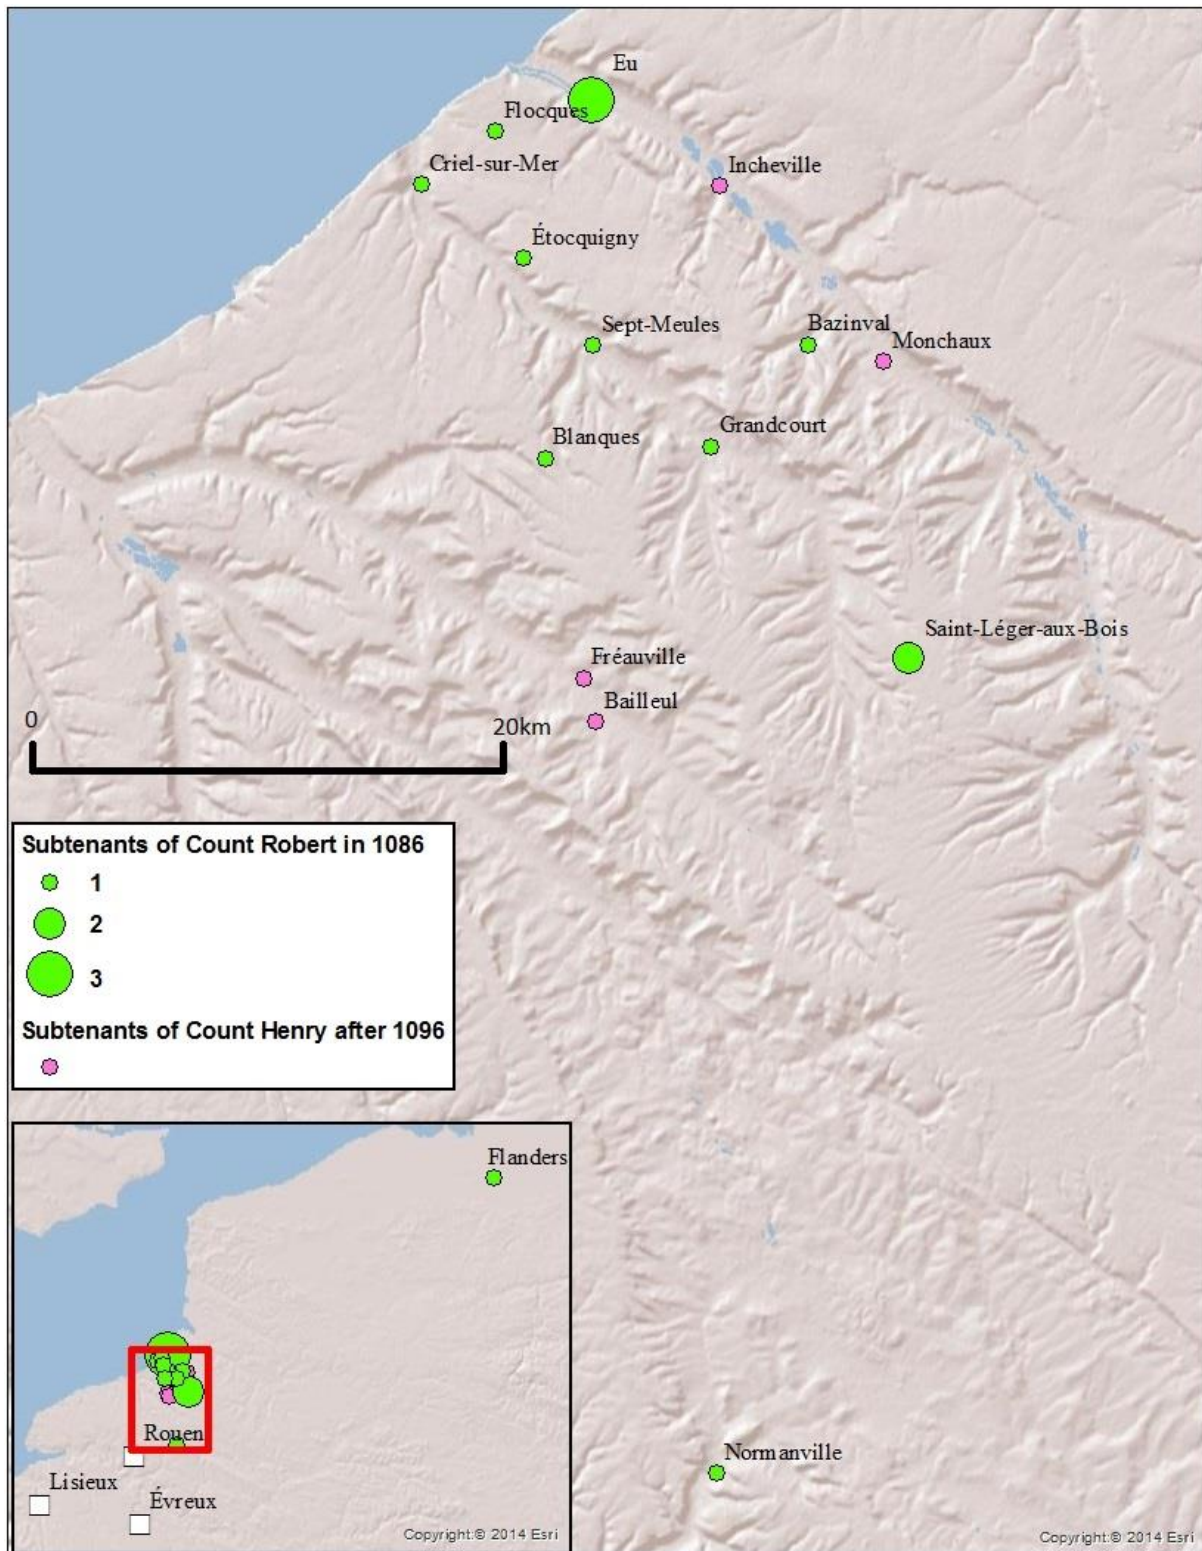 Eu
Flocques
Criel-sur-Mer
Incheville
Étocquigny
Sept-Meules
Bazinval
Monchaux
Grandcourt
Blanques
Saint-Léger-aux-Bois
Fréauville
Bailleul
0
20km
Subtenants of Count Robert in 1086
1
2
3
Subtenants of Count Henry after 1096
Flanders
Rouen
Lisieux
Évreux
Copyright:© 2014 Esri
Normanville
Copyright:© 2014 Esri